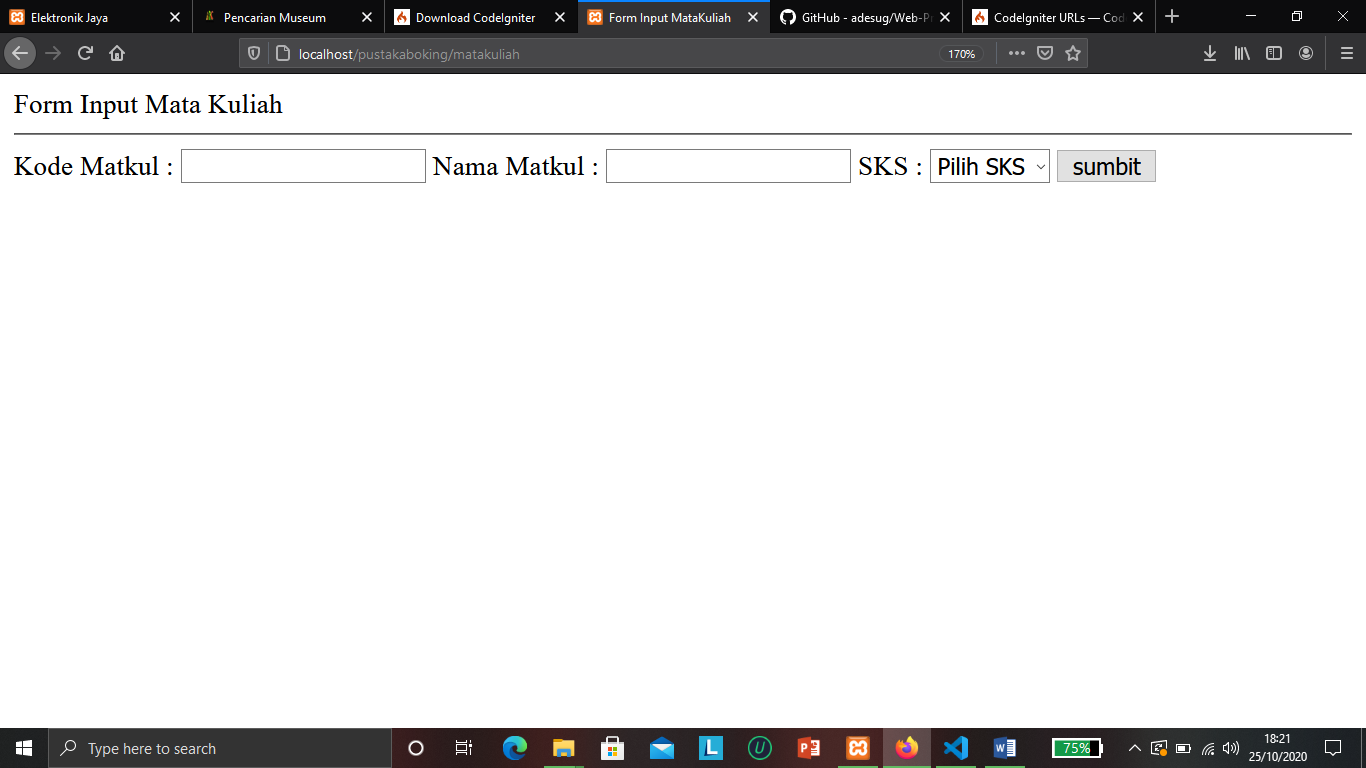 Elektronik Jaya
Pencarian Museum
Download CodeIgniter
Form Input MataKuliah
GitHub - adesug/Web-Pr
CodeIgniter URLs — Cod
localhost/pustakaboking/matakuliah
170%
Form Input Mata Kuliah
Kode Matkul : Nama Matkul : SKS : Pilih SKS sumbit
Type here to search
75%
18:21
25/10/2020